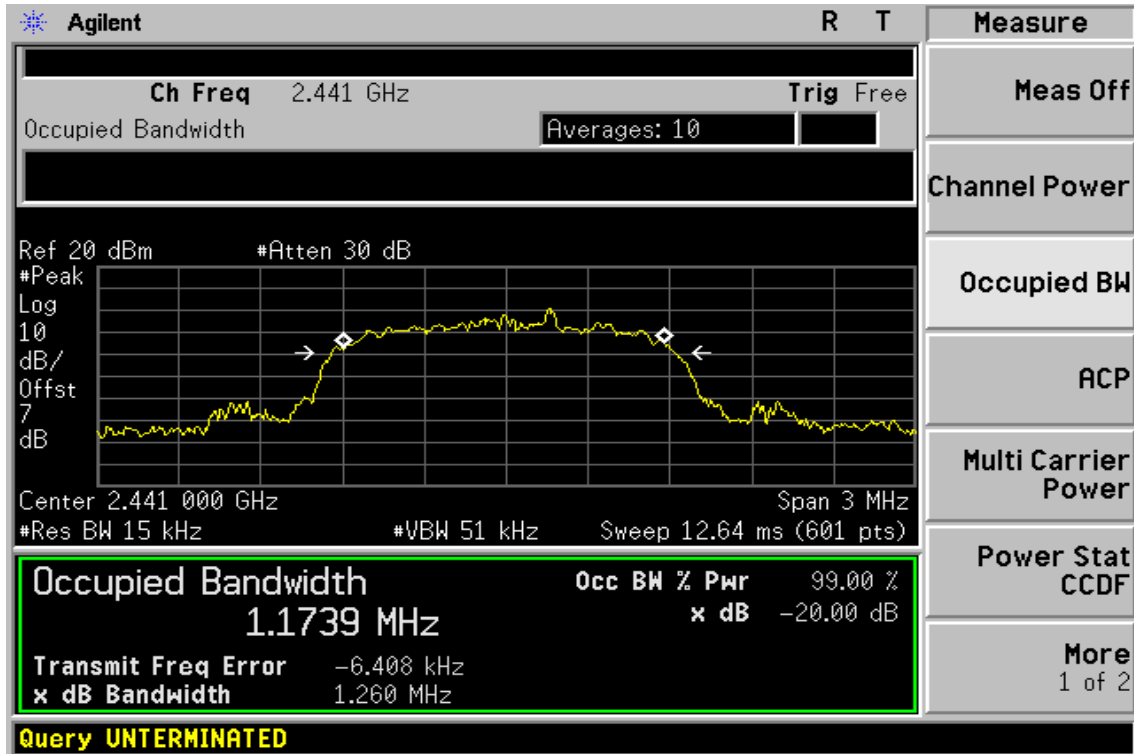 Agilent R T Measure
Ch Freq 2.441 GHz Trig Free
Meas Off
Occupied Bandwidth Averages: 10
Channel Power
Ref 20 dBm #Atten 30 dB
#Peak
Log
10
dB/
Offst
7
dB
Occupied BW
ACP
Center 2.441 000 GHz Span 3 MHz
#Res BW 15 kHz #VBW 51 kHz Sweep 12.64 ms (601 pts)
Multi Carrier
Power
Occupied Bandwidth
1.1739 MHz
Occ BW % Pwr 99.00 %
x dB -20.00 dB
Transmit Freq Error -6.408 kHz
x dB Bandwidth 1.260 MHz
Power Stat
CCDF
More
1 of 2
Query UNTERMINATED